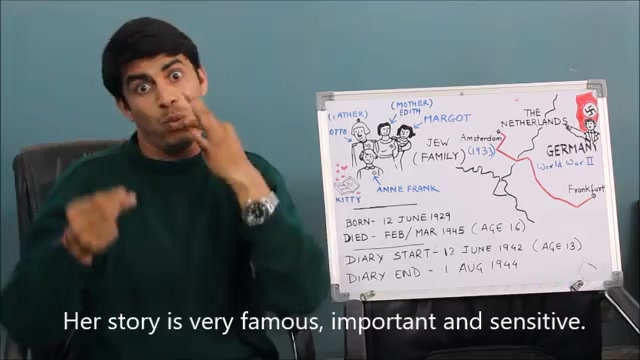 (FATHER)
OTTO
(MOTHER)
EDITH
MARGOT
JEW
(FAMILY)
ANNE FRANK
KITTY
THE
NETHERLANDS
Amsterdam
(1933)
GERMANY
World War II
Frankfurt
BORN- 12 JUNE 1929
DIED - FEB/MAR 1945 (AGE 16)
DIARY START- 12 JUNE 1942 (AGE 13)
DIARY END - 1 AUG 1944
Her story is very famous, important and sensitive.